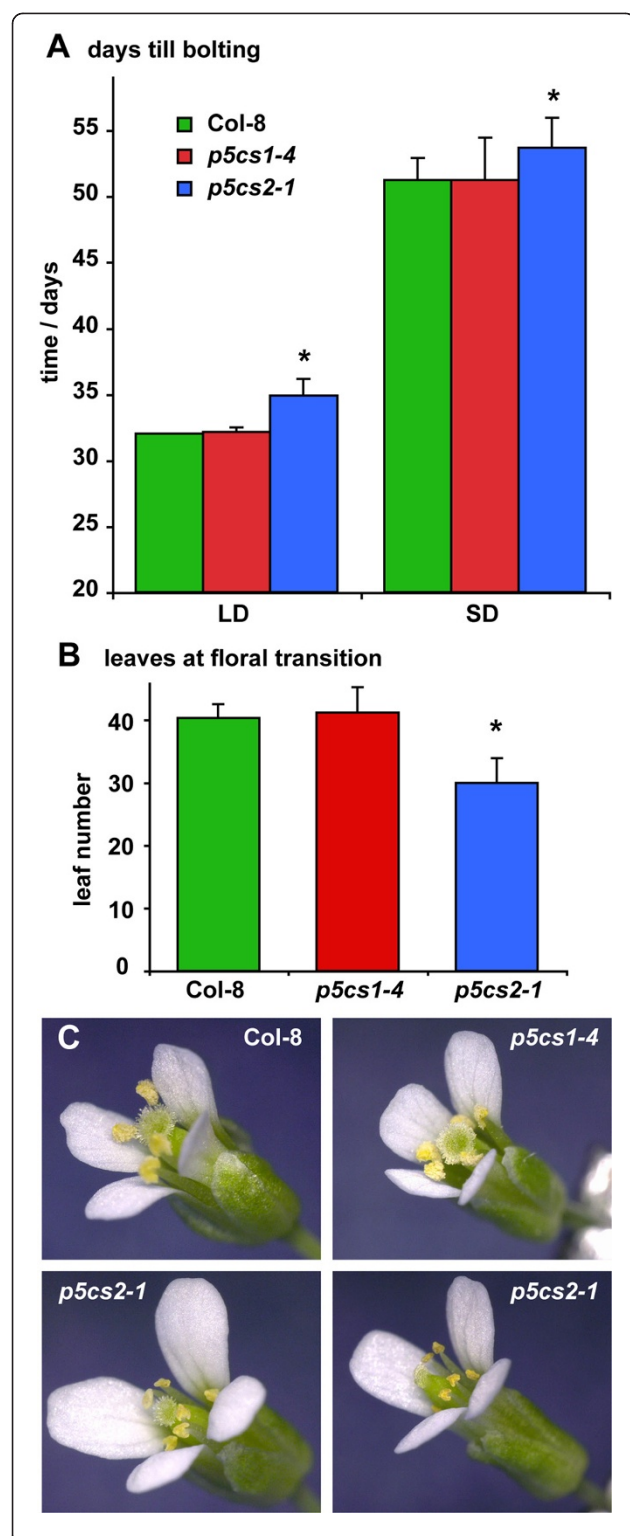 A days till bolting
*
Col-8
p5cs1-4
p5cs2-1
*
time / days
55
50
45
40
35
30
25
20
LD
SD
B leaves at floral transition
*
leaf number
40
30
20
10
0
Col-8
p5cs1-4
p5cs2-1
C
Col-8
p5cs1-4
p5cs2-1
p5cs2-1